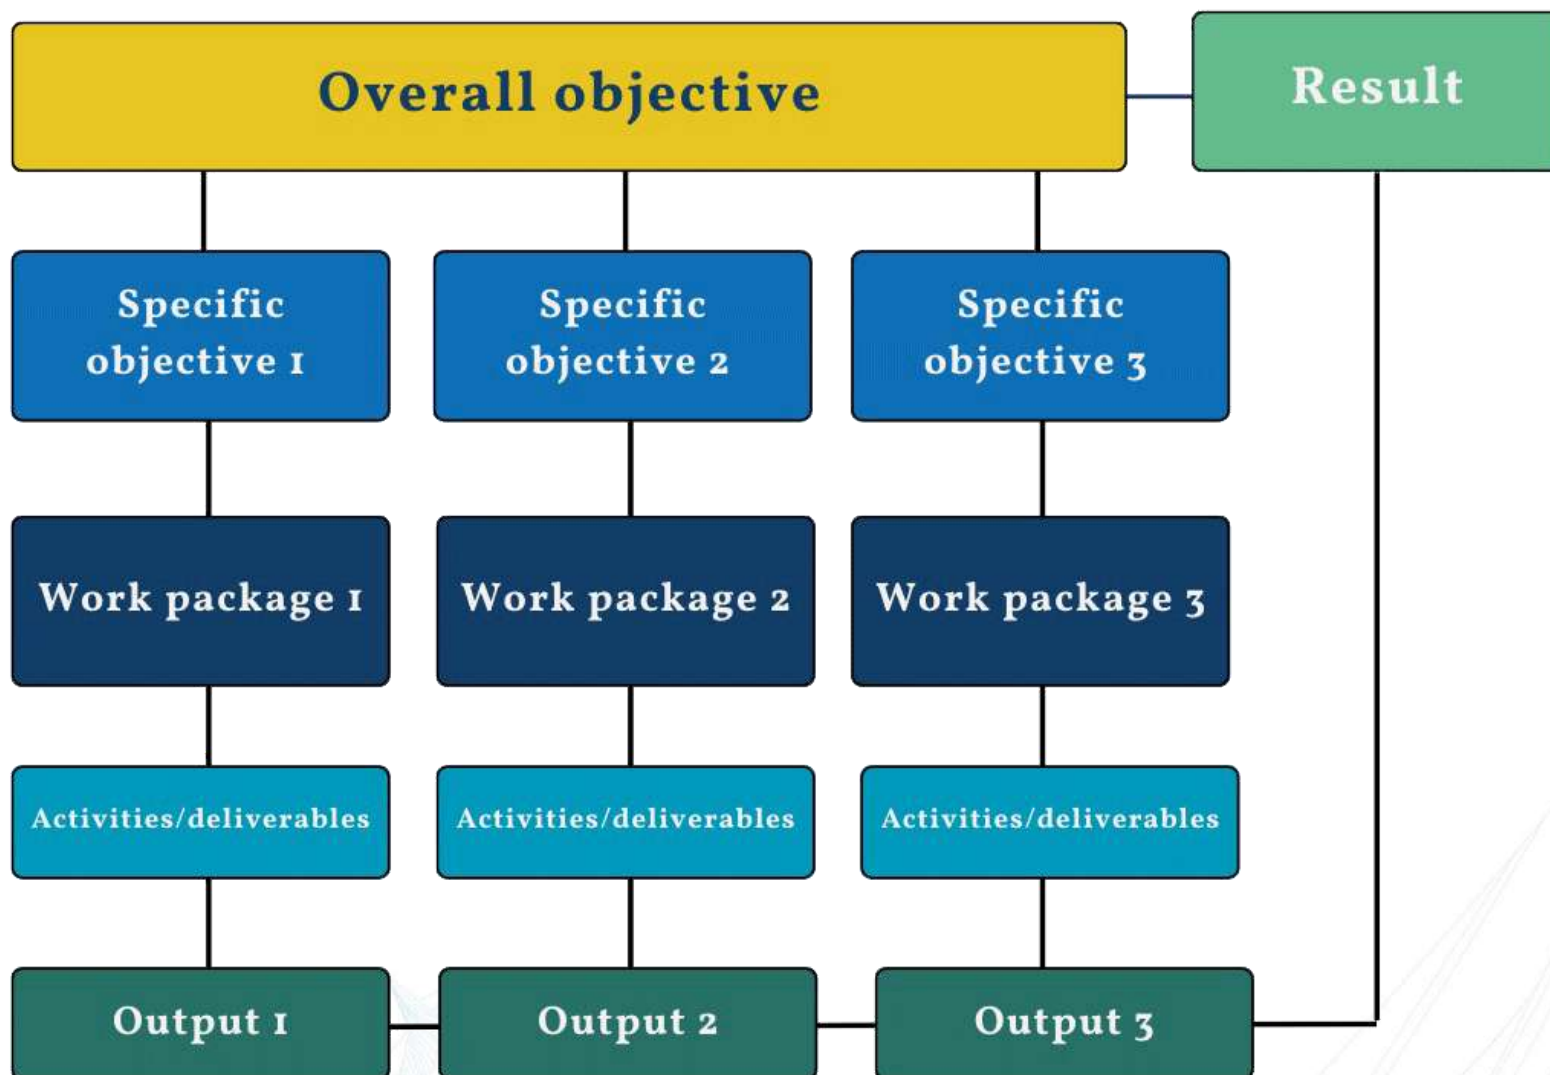 Overall objective
Result
Specific
objective 1
Specific
objective 2
Specific
objective 3
Work package 1
Work package 2
Work package 3
Activities/deliverables
Activities/deliverables
Activities/deliverables
Output 1
Output 2
Output 3